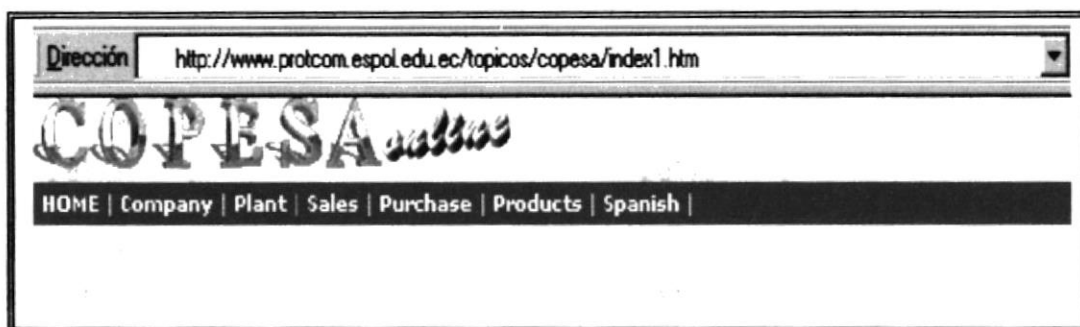 Dirección http://www.protcom.espol.edu.ec/topicos/copesa/index1.htm
COPESA online
HOME | Company | Plant | Sales | Purchase | Products | Spanish |